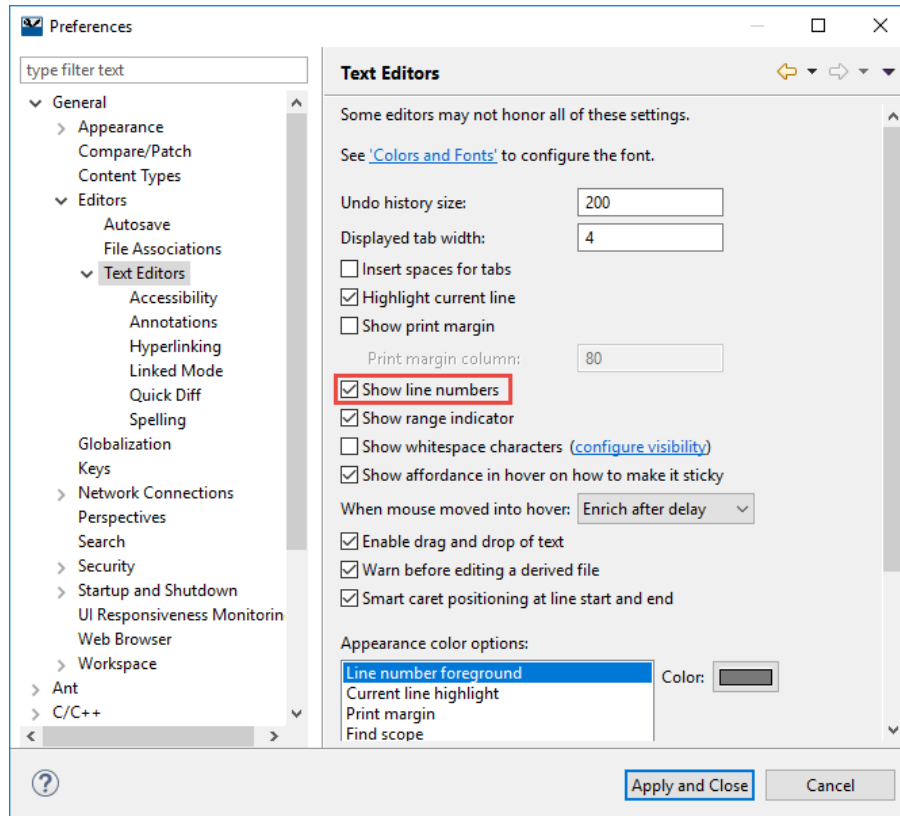 Preferences
type filter text
General
Appearance
Compare/Patch
Content Types
Editors
Autosave
File Associations
Text Editors
Accessibility
Annotations
Hyperlinking
Linked Mode
Quick Diff
Spelling
Globalization
Keys
Network Connections
Perspectives
Search
Security
Startup and Shutdown
UI Responsiveness Monitorin
Web Browser
Workspace
Ant
C/C++
Text Editors
Some editors may not honor all of these settings.
See 'Colors and Fonts' to configure the font.
Undo history size: 200
Displayed tab width: 4
Insert spaces for tabs
Highlight current line
Show print margin
Print margin column: 80
Show line numbers
Show range indicator
Show whitespace characters (configure visibility)
Show affordance in hover on how to make it sticky
When mouse moved into hover: Enrich after delay
Enable drag and drop of text
Warn before editing a derived file
Smart caret positioning at line start and end
Appearance color options:
Line number foreground
Current line highlight
Print margin
Find scope
Color:
?
Apply and Close
Cancel